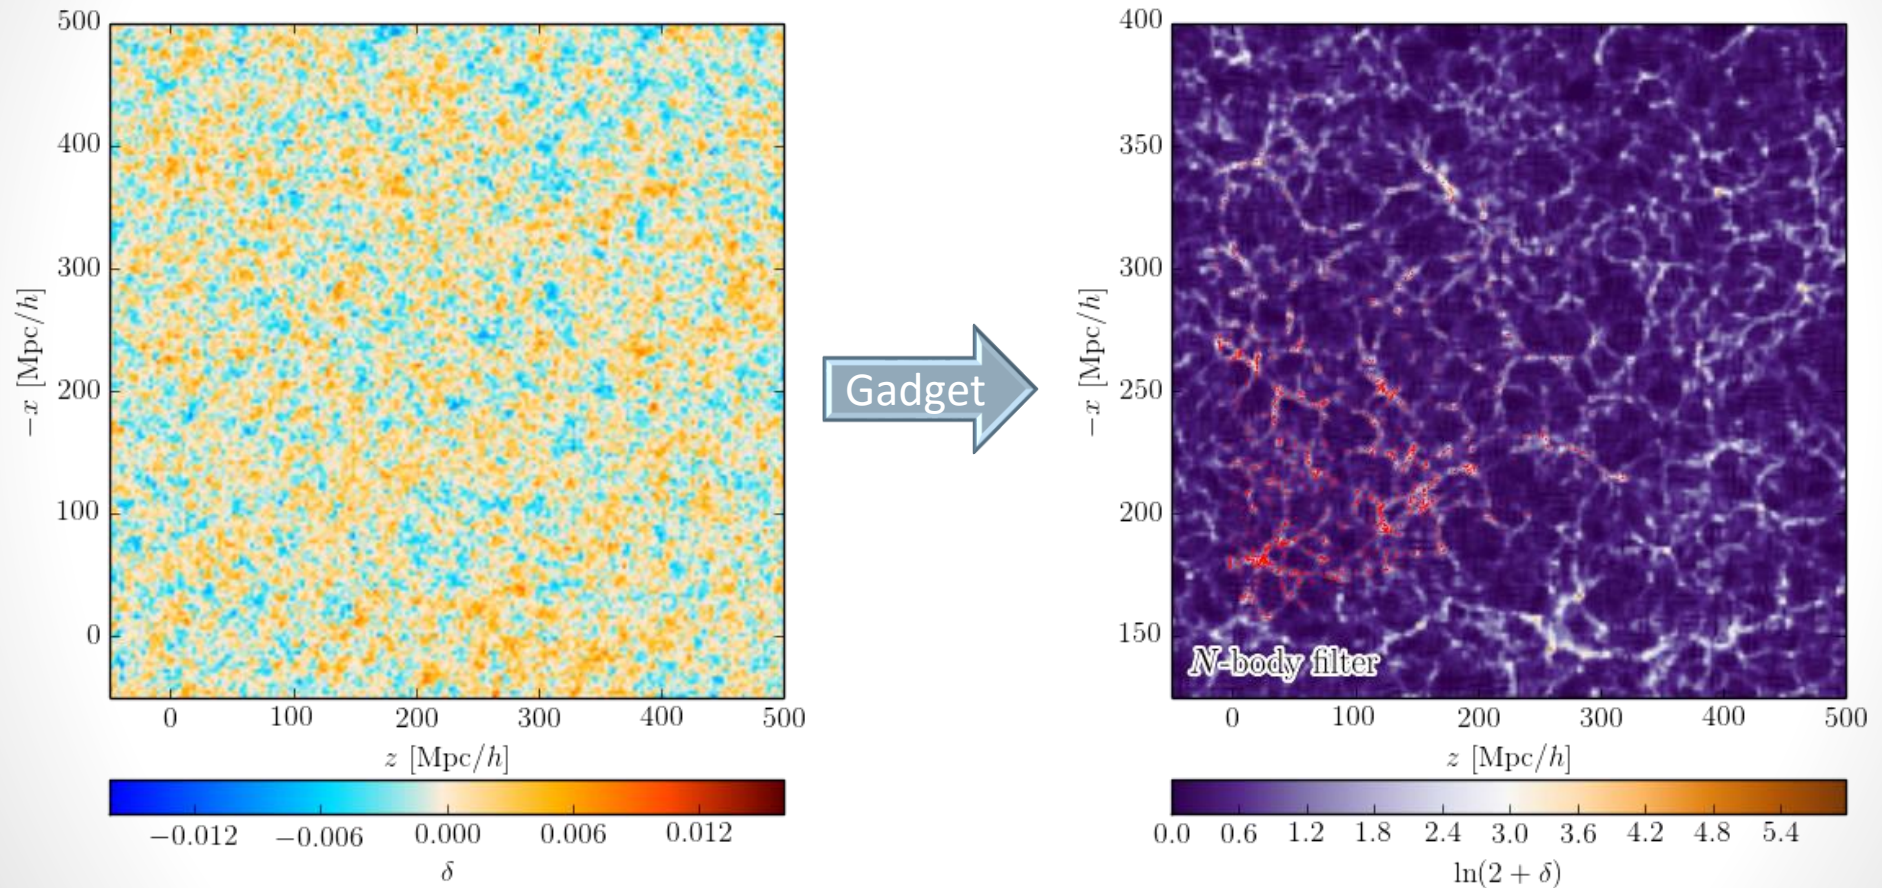 500
400
300
200
100
0
−x [Mpc/h]
0 100 200 300 400 500
z [Mpc/h]
−0.012 −0.006 0.000 0.006 0.012
δ
Gadget
400
350
300
250
200
150
−x [Mpc/h]
N-body filter
0 100 200 300 400 500
z [Mpc/h]
0.0 0.6 1.2 1.8 2.4 3.0 3.6 4.2 4.8 5.4
ln(2 + δ)